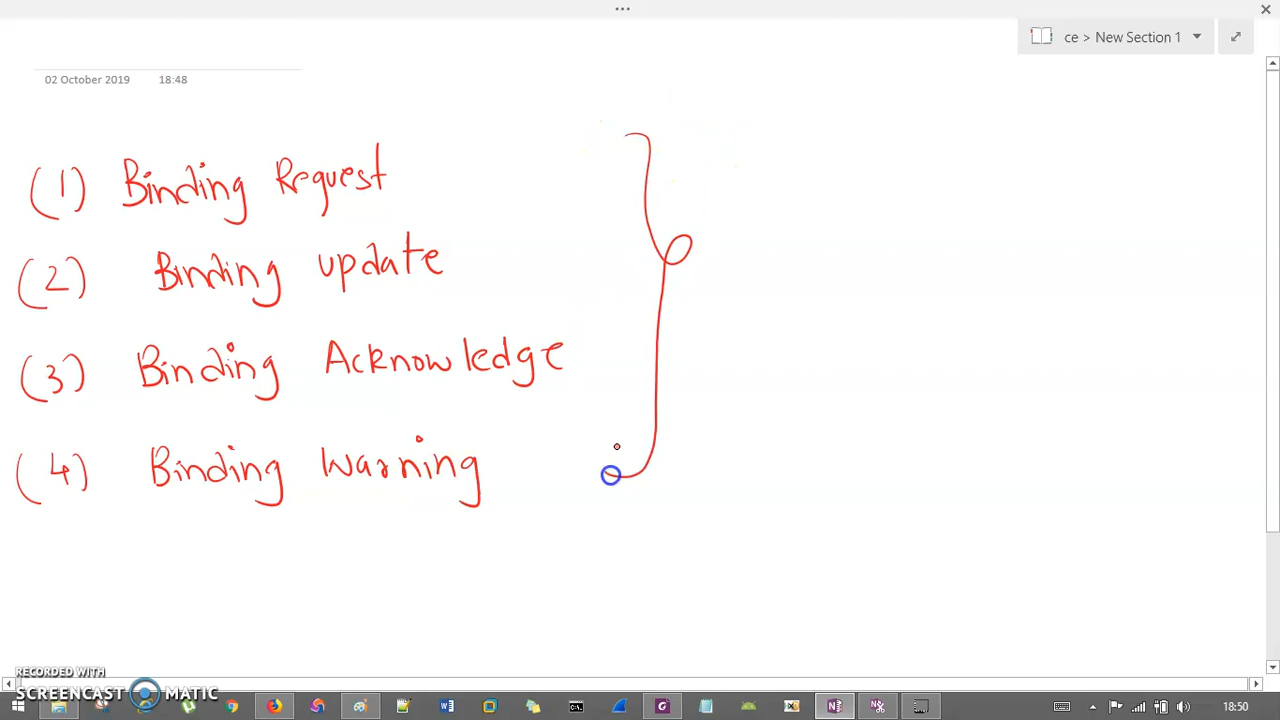 ce > New Section 1
02 October 2019 18:48
(1) Binding Request
(2) Binding update
(3) Binding Acknowledge
(4) Binding Warning
RECORDED WITH
SCREENCAST MATIC
18:50